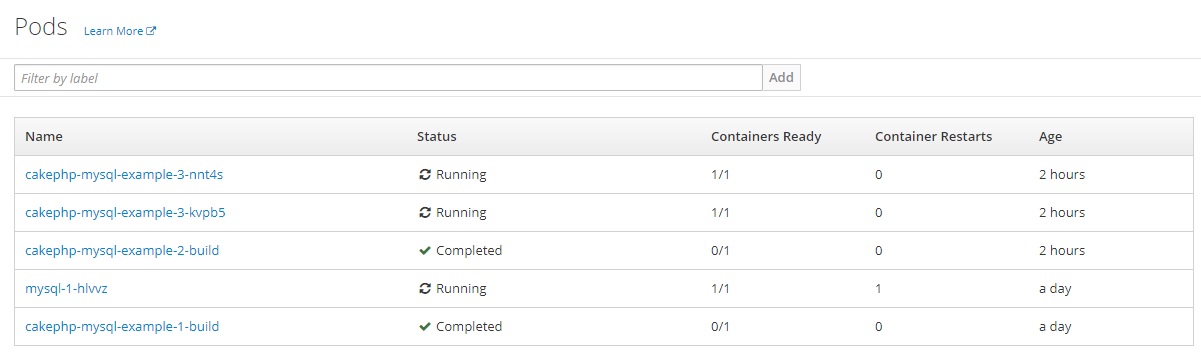 Pods Learn More
Filter by label Add
Name Status Containers Ready Container Restarts Age
cakephp-mysql-example-3-nnt4s Running 1/1 0 2 hours
cakephp-mysql-example-3-kvpb5 Running 1/1 0 2 hours
cakephp-mysql-example-2-build Completed 0/1 0 2 hours
mysql-1-hlvvz Running 1/1 1 a day
cakephp-mysql-example-1-build Completed 0/1 0 a day